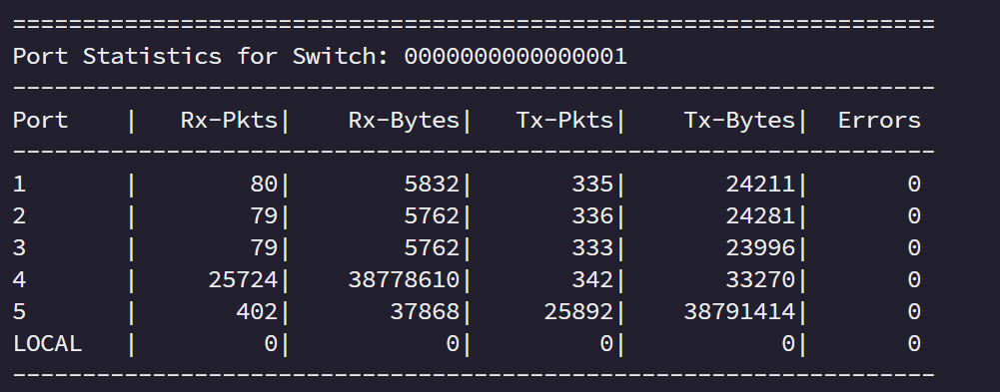 ==================================================================
Port Statistics for Switch: 0000000000000001
------------------------------------------------------------------
Port    |   Rx-Pkts|    Rx-Bytes|   Tx-Pkts|    Tx-Bytes|  Errors
------------------------------------------------------------------
1       |        80|        5832|       335|       24211|       0
2       |        79|        5762|       336|       24281|       0
3       |        79|        5762|       333|       23996|       0
4       |     25724|    38778610|       342|       33270|       0
5       |       402|       37868|     25892|    38791414|       0
LOCAL   |         0|           0|         0|           0|       0
------------------------------------------------------------------